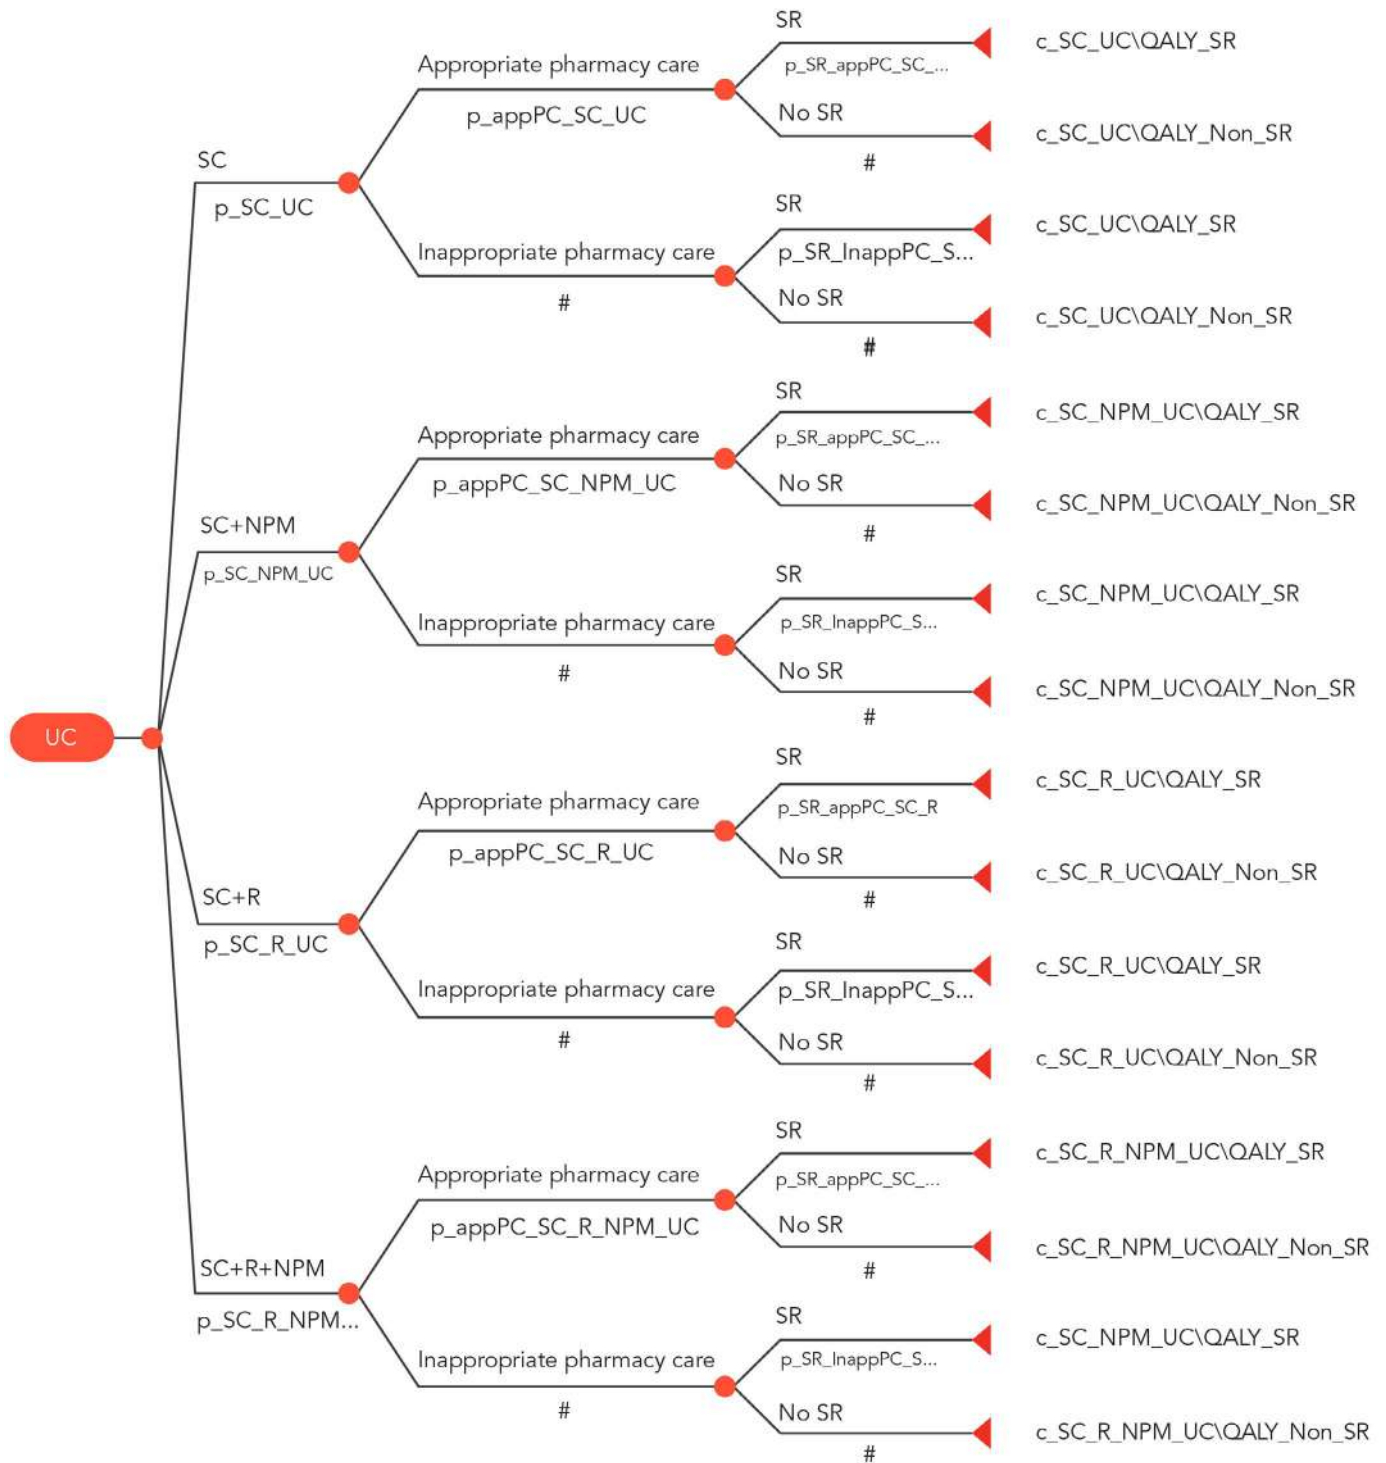 SR
c_SC_UC\QALY_SR
Appropriate pharmacy care
p_SR_appPC_SC_...
p_appPC_SC_UC
No SR
c_SC_UC\QALY_Non_SR
#
SC
p_SC_UC
SR
c_SC_UC\QALY_SR
Inappropriate pharmacy care
p_SR_InappPC_S...
#
No SR
c_SC_UC\QALY_Non_SR
#
SR
c_SC_NPM_UC\QALY_SR
Appropriate pharmacy care
p_SR_appPC_SC_...
p_appPC_SC_NPM_UC
No SR
c_SC_NPM_UC\QALY_Non_SR
#
SC+NPM
p_SC_NPM_UC
SR
c_SC_NPM_UC\QALY_SR
Inappropriate pharmacy care
p_SR_InappPC_S...
#
No SR
c_SC_NPM_UC\QALY_Non_SR
#
UC
SR
c_SC_R_UC\QALY_SR
Appropriate pharmacy care
p_SR_appPC_SC_R
p_appPC_SC_R_UC
No SR
c_SC_R_UC\QALY_Non_SR
#
SC+R
p_SC_R_UC
SR
c_SC_R_UC\QALY_SR
Inappropriate pharmacy care
p_SR_InappPC_S...
#
No SR
c_SC_R_UC\QALY_Non_SR
#
SR
c_SC_R_NPM_UC\QALY_SR
Appropriate pharmacy care
p_SR_appPC_SC_...
p_appPC_SC_R_NPM_UC
No SR
c_SC_R_NPM_UC\QALY_Non_SR
#
SC+R+NPM
p_SC_R_NPM...
SR
c_SC_NPM_UC\QALY_SR
Inappropriate pharmacy care
p_SR_InappPC_S...
#
No SR
c_SC_R_NPM_UC\QALY_Non_SR
#